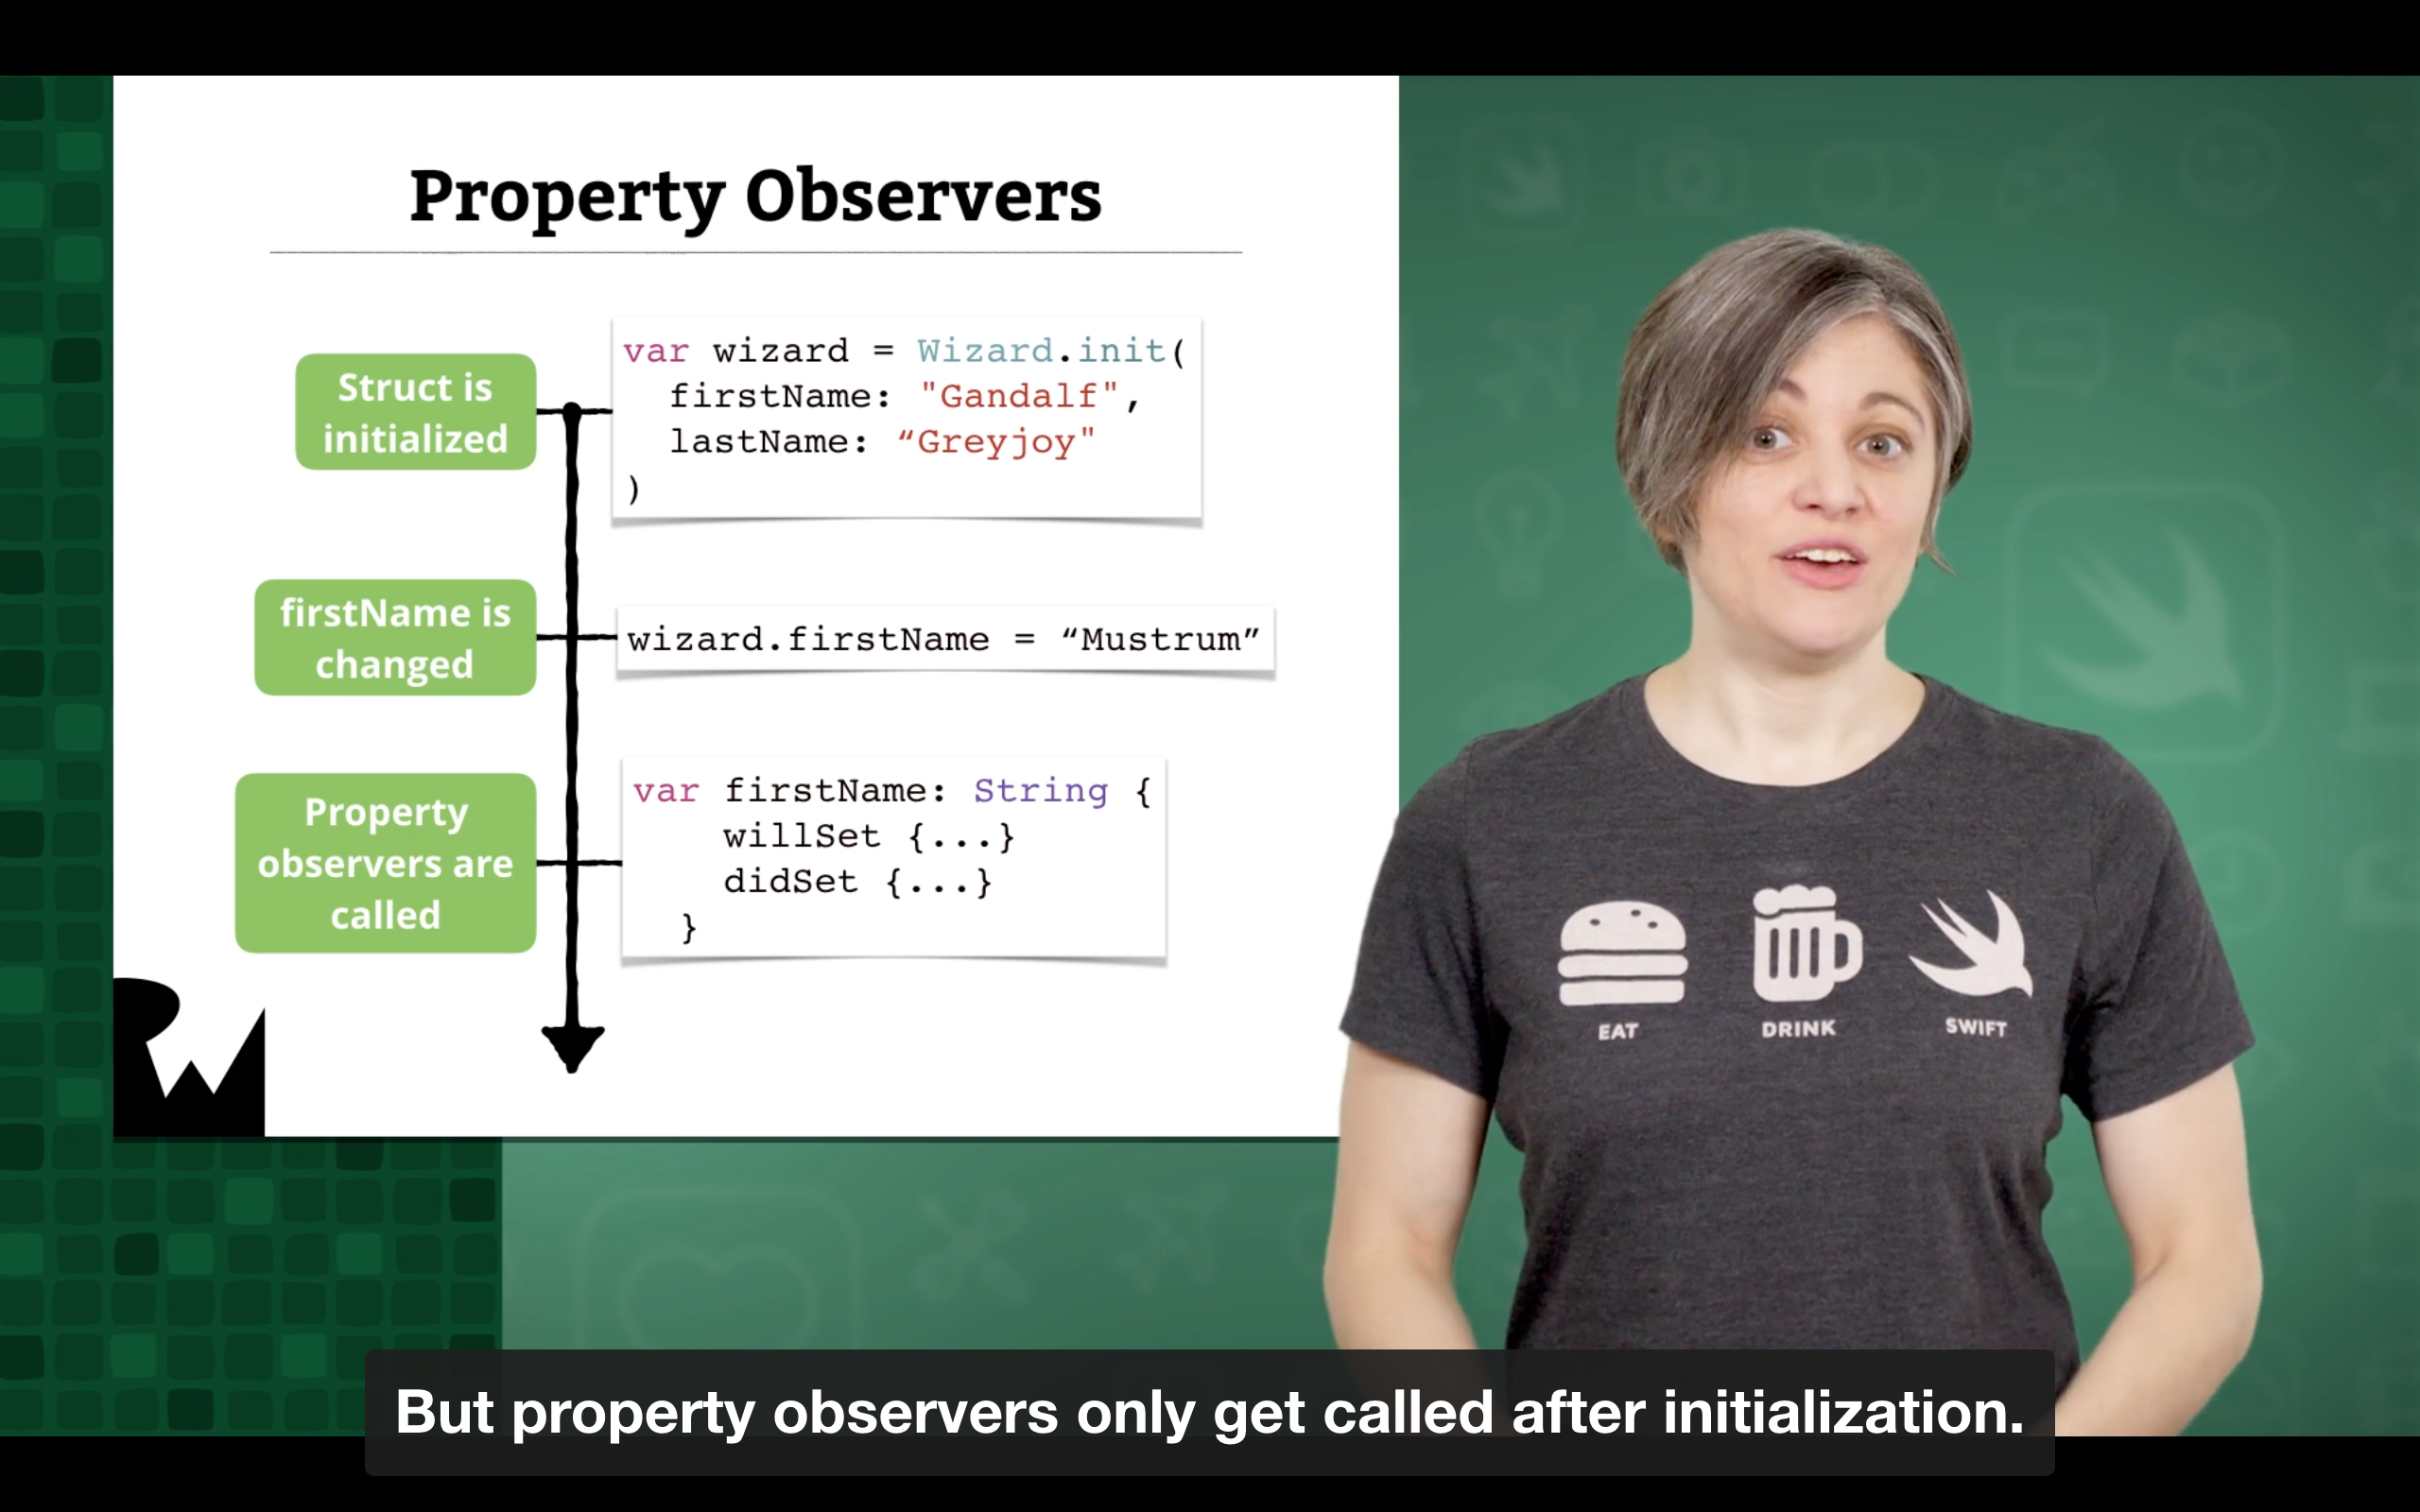 Property Observers
Struct is
initialized
var wizard = Wizard.init(
firstName: "Gandalf",
lastName: “Greyjoy"
)
firstName is
changed
wizard.firstName = “Mustrum”
Property
observers are
called
var firstName: String {
willSet {...}
didSet {...}
}
EAT
DRINK
SWIFT
But property observers only get called after initialization.